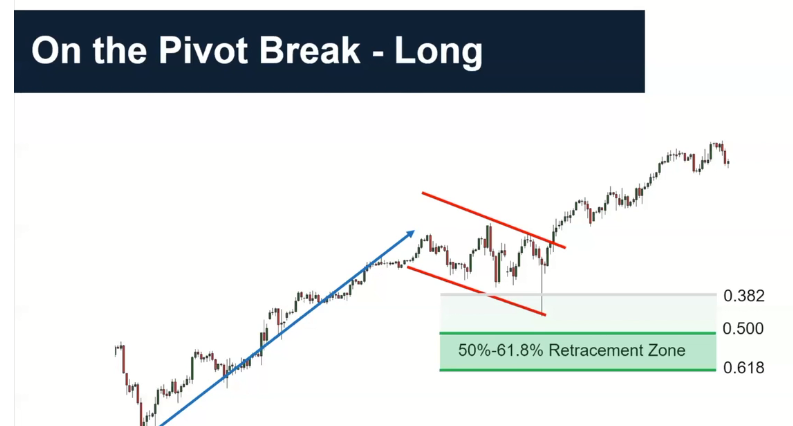 On the Pivot Break - Long
0.382
0.500
50%-61.8% Retracement Zone
0.618